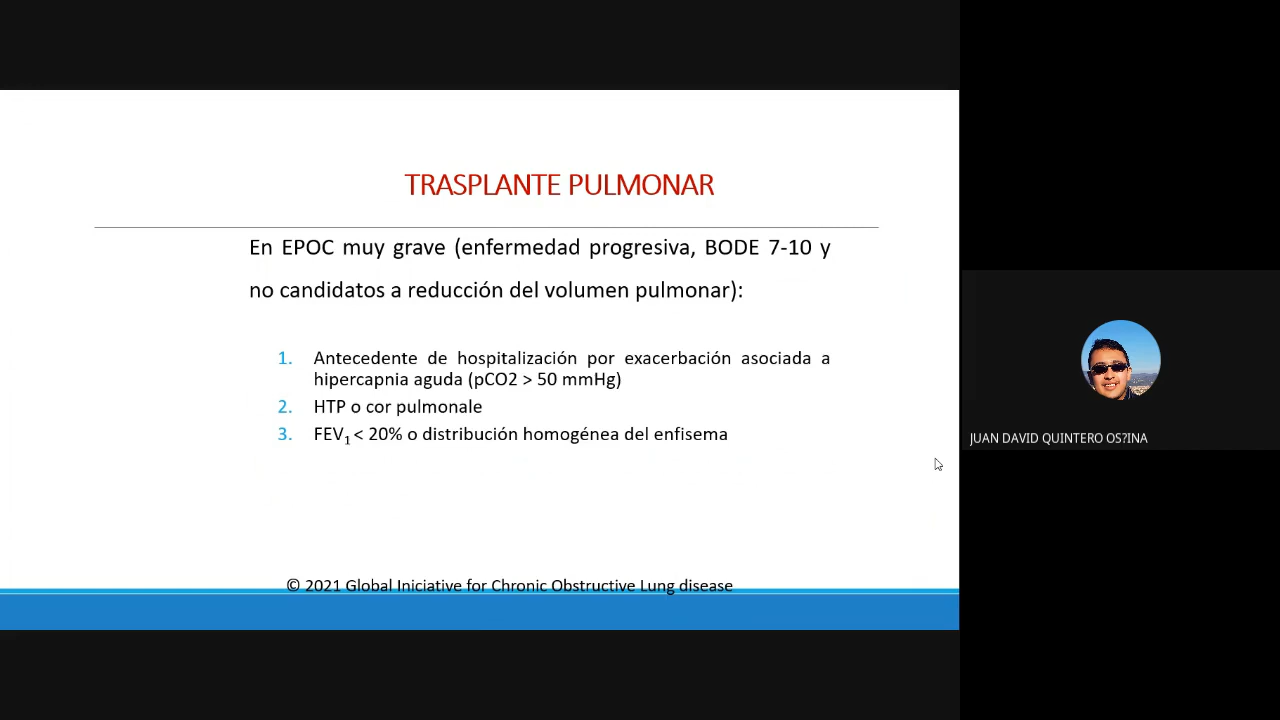 TRASPLANTE PULMONAR
En EPOC muy grave (enfermedad progresiva, BODE 7-10 y
no candidatos a reducción del volumen pulmonar):
1. Antecedente de hospitalización por exacerbación asociada a
hipercapnia aguda (pCO2 > 50 mmHg)
2. HTP o cor pulmonale
3. FEV₁ < 20% o distribución homogénea del enfisema
© 2021 Global Iniciative for Chronic Obstructive Lung disease
JUAN DAVID QUINTERO OS?INA